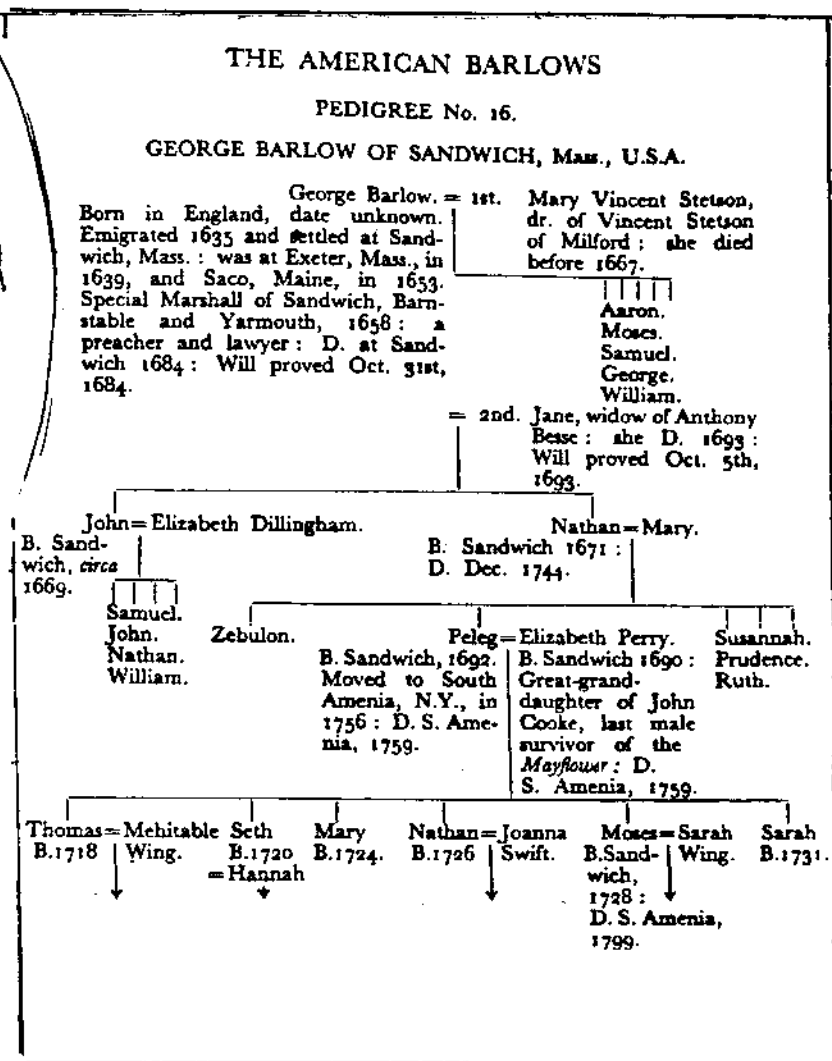 THE AMERICAN BARLOWS
PEDIGREE No. 16.
GEORGE BARLOW OF SANDWICH, Mass., U.S.A.
George Barlow. = 1st.
Born in England, date unknown.
Emigrated 1635 and settled at Sand-
wich, Mass. : was at Exeter, Mass., in
1639, and Saco, Maine, in 1653.
Special Marshall of Sandwich, Barn-
stable and Yarmouth, 1658 : a
preacher and lawyer : D. at Sand-
wich 1684 : Will proved Oct. 31st,
1684.
Mary Vincent Stetson,
dr. of Vincent Stetson
of Milford : she died
before 1667.
Aaron.
Moses.
Samuel.
George.
William.
= 2nd. Jane, widow of Anthony
Besse : she D. 1693 :
Will proved Oct. 5th,
1693.
John = Elizabeth Dillingham.
B. Sand-
wich, circa
1669.
Samuel.
John.
Nathan.
William.
Nathan = Mary.
B. Sandwich 1671 :
D. Dec. 1744.
Zebulon.
Peleg = Elizabeth Perry.
B. Sandwich, 1692.
Moved to South
Amenia, N.Y., in
1756 : D. S. Ame-
nia, 1759.
B. Sandwich 1690 :
Great-grand-
daughter of John
Cooke, last male
survivor of the
Mayflower : D.
S. Amenia, 1759.
Susannah.
Prudence.
Ruth.
Thomas = Mehitable
B.1718 Wing.
Seth
B.1720
= Hannah
Mary
B.1724.
Nathan = Joanna
B.1726 Swift.
Moses = Sarah
B.Sand- Wing.
wich,
1728 :
D. S. Amenia,
1799.
Sarah
B.1731.